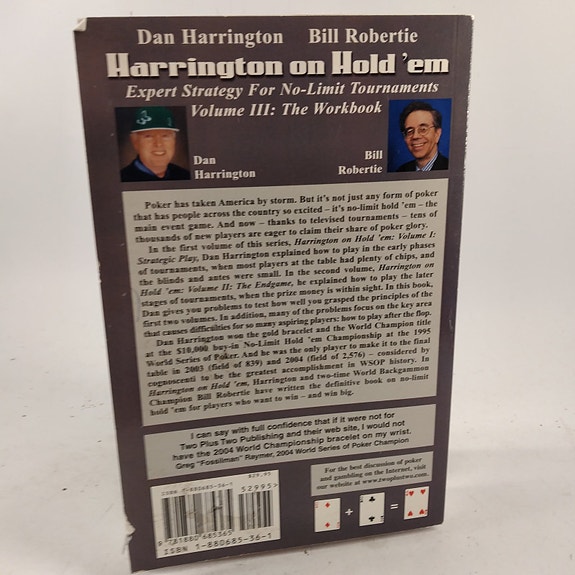 Dan Harrington Bill Robertie
Harrington on Hold 'em
Expert Strategy For No-Limit Tournaments
Volume III: The Workbook
Dan
Harrington
Bill
Robertie
Poker has taken America by storm. But it's not just any form of poker
that has people across the country so excited – it's no-limit hold 'em – the
main event game. And now – thanks to televised tournaments – tens of
thousands of new players are eager to claim their share of poker glory.
In the first volume of this series, Harrington on Hold 'em: Volume I:
Strategic Play, Dan Harrington explained how to play in the early phases
of tournaments, when most players at the table had plenty of chips, and
the blinds and antes were small. In the second volume, Harrington on
Hold 'em: Volume II: The Endgame, he explained how to play the later
stages of tournaments, when the prize money is within sight. In this book,
Dan gives you problems to test how well you grasped the principles of the
first two volumes. In addition, many of the problems focus on the key area
that causes difficulties for so many aspiring players: how to play after the flop.
Dan Harrington won the gold bracelet and the World Champion title
at the $10,000 buy-in No-Limit Hold 'em Championship at the 1995
World Series of Poker. And he was the only player to make it to the final
table in 2003 (field of 839) and 2004 (field of 2,576) – considered by
cognoscenti to be the greatest accomplishment in WSOP history. In
Harrington on Hold 'em, Harrington and two-time World Backgammon
Champion Bill Robertie have written the definitive book on no-limit
hold 'em for players who want to win – and win big.
I can say with full confidence that if it were not for
Two Plus Two Publishing and their web site, I would not
have the 2004 World Championship bracelet on my wrist.
Greg "Fossilman" Raymer, 2004 World Series of Poker Champion
ISBN 1-880685-36-1
$29.95
52995>
9 781880 685365
ISBN 1-880685-36-1
For the best discussion of poker
and gambling on the Internet, visit
our website at www.twoplustwo.com
+ =